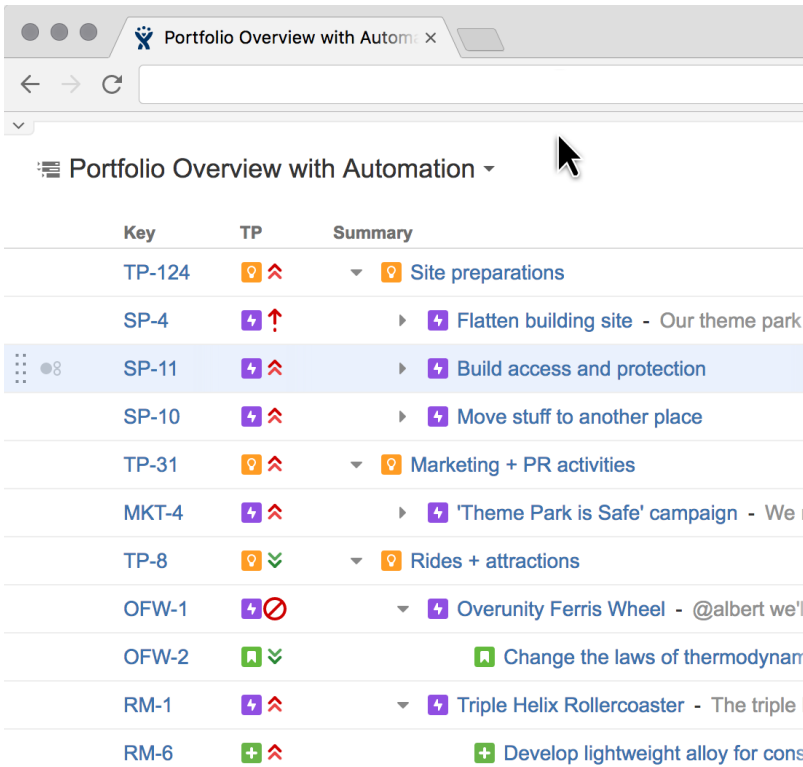 Portfolio Overview with Autom
Portfolio Overview with Automation
Key TP Summary
TP-124 Site preparations
SP-4 Flatten building site - Our theme park
SP-11 Build access and protection
SP-10 Move stuff to another place
TP-31 Marketing + PR activities
MKT-4 'Theme Park is Safe' campaign - We
TP-8 Rides + attractions
OFW-1 Overunity Ferris Wheel - @albert we'l
OFW-2 Change the laws of thermodynam
RM-1 Triple Helix Rollercoaster - The triple
RM-6 Develop lightweight alloy for cons